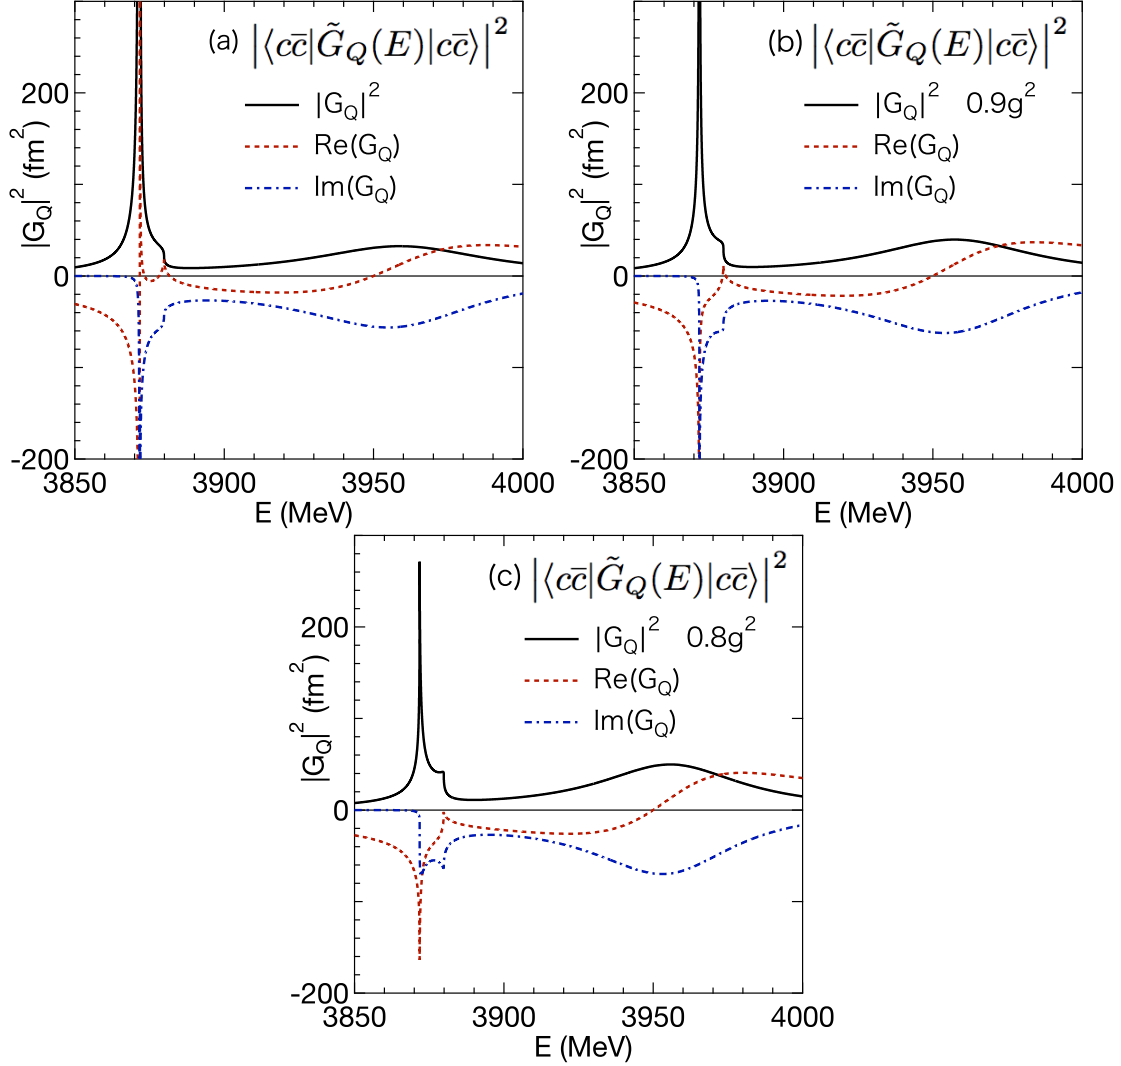 (a) |⟨cc̄|G̃_Q(E)|cc̄⟩|²
|G_Q|²
Re(G_Q)
Im(G_Q)
|G_Q|² (fm²)
200
0
-200
3850 3900 3950 4000
E (MeV)
(b) |⟨cc̄|G̃_Q(E)|cc̄⟩|²
|G_Q|² 0.9g²
Re(G_Q)
Im(G_Q)
|G_Q|² (fm²)
200
0
-200
3850 3900 3950 4000
E (MeV)
(c) |⟨cc̄|G̃_Q(E)|cc̄⟩|²
|G_Q|² 0.8g²
Re(G_Q)
Im(G_Q)
|G_Q|² (fm²)
200
0
-200
3850 3900 3950 4000
E (MeV)